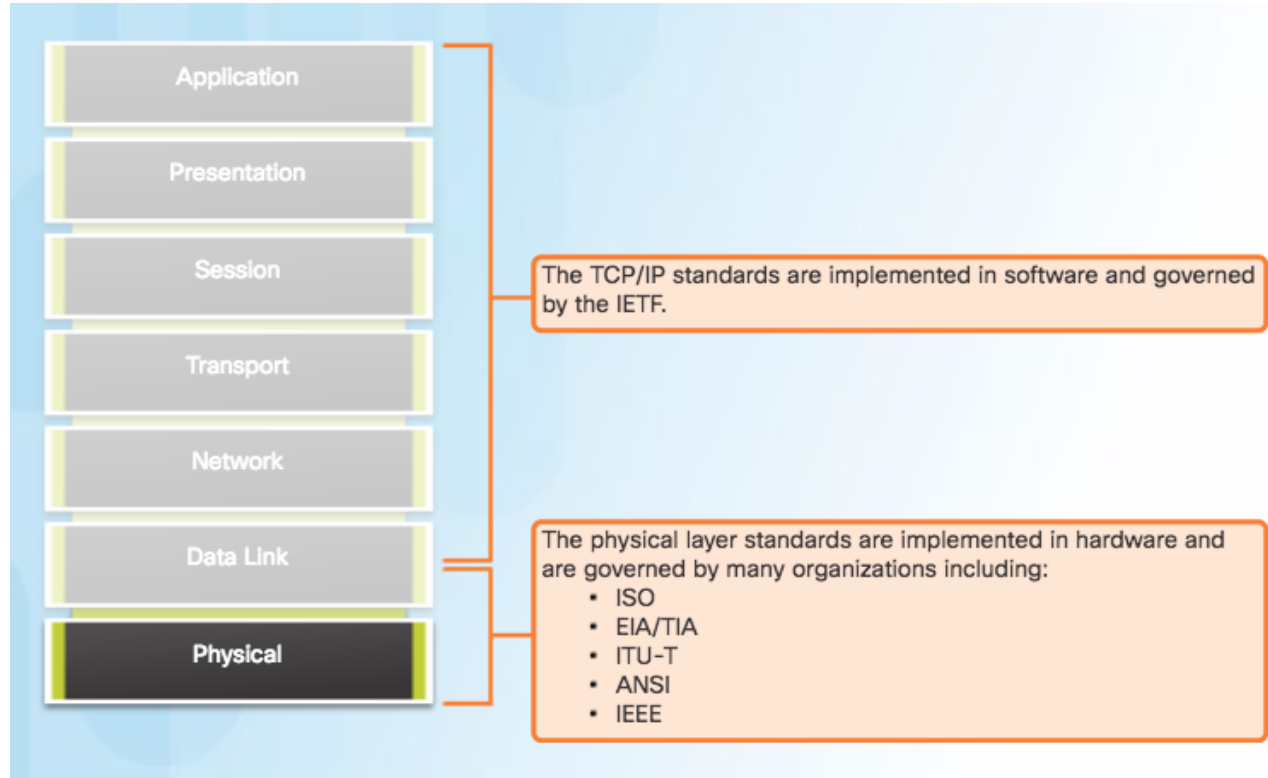 Application
Presentation
Session
Transport
Network
Data Link
Physical
The TCP/IP standards are implemented in software and governed
by the IETF.
The physical layer standards are implemented in hardware and
are governed by many organizations including:
• ISO
• EIA/TIA
• ITU-T
• ANSI
• IEEE